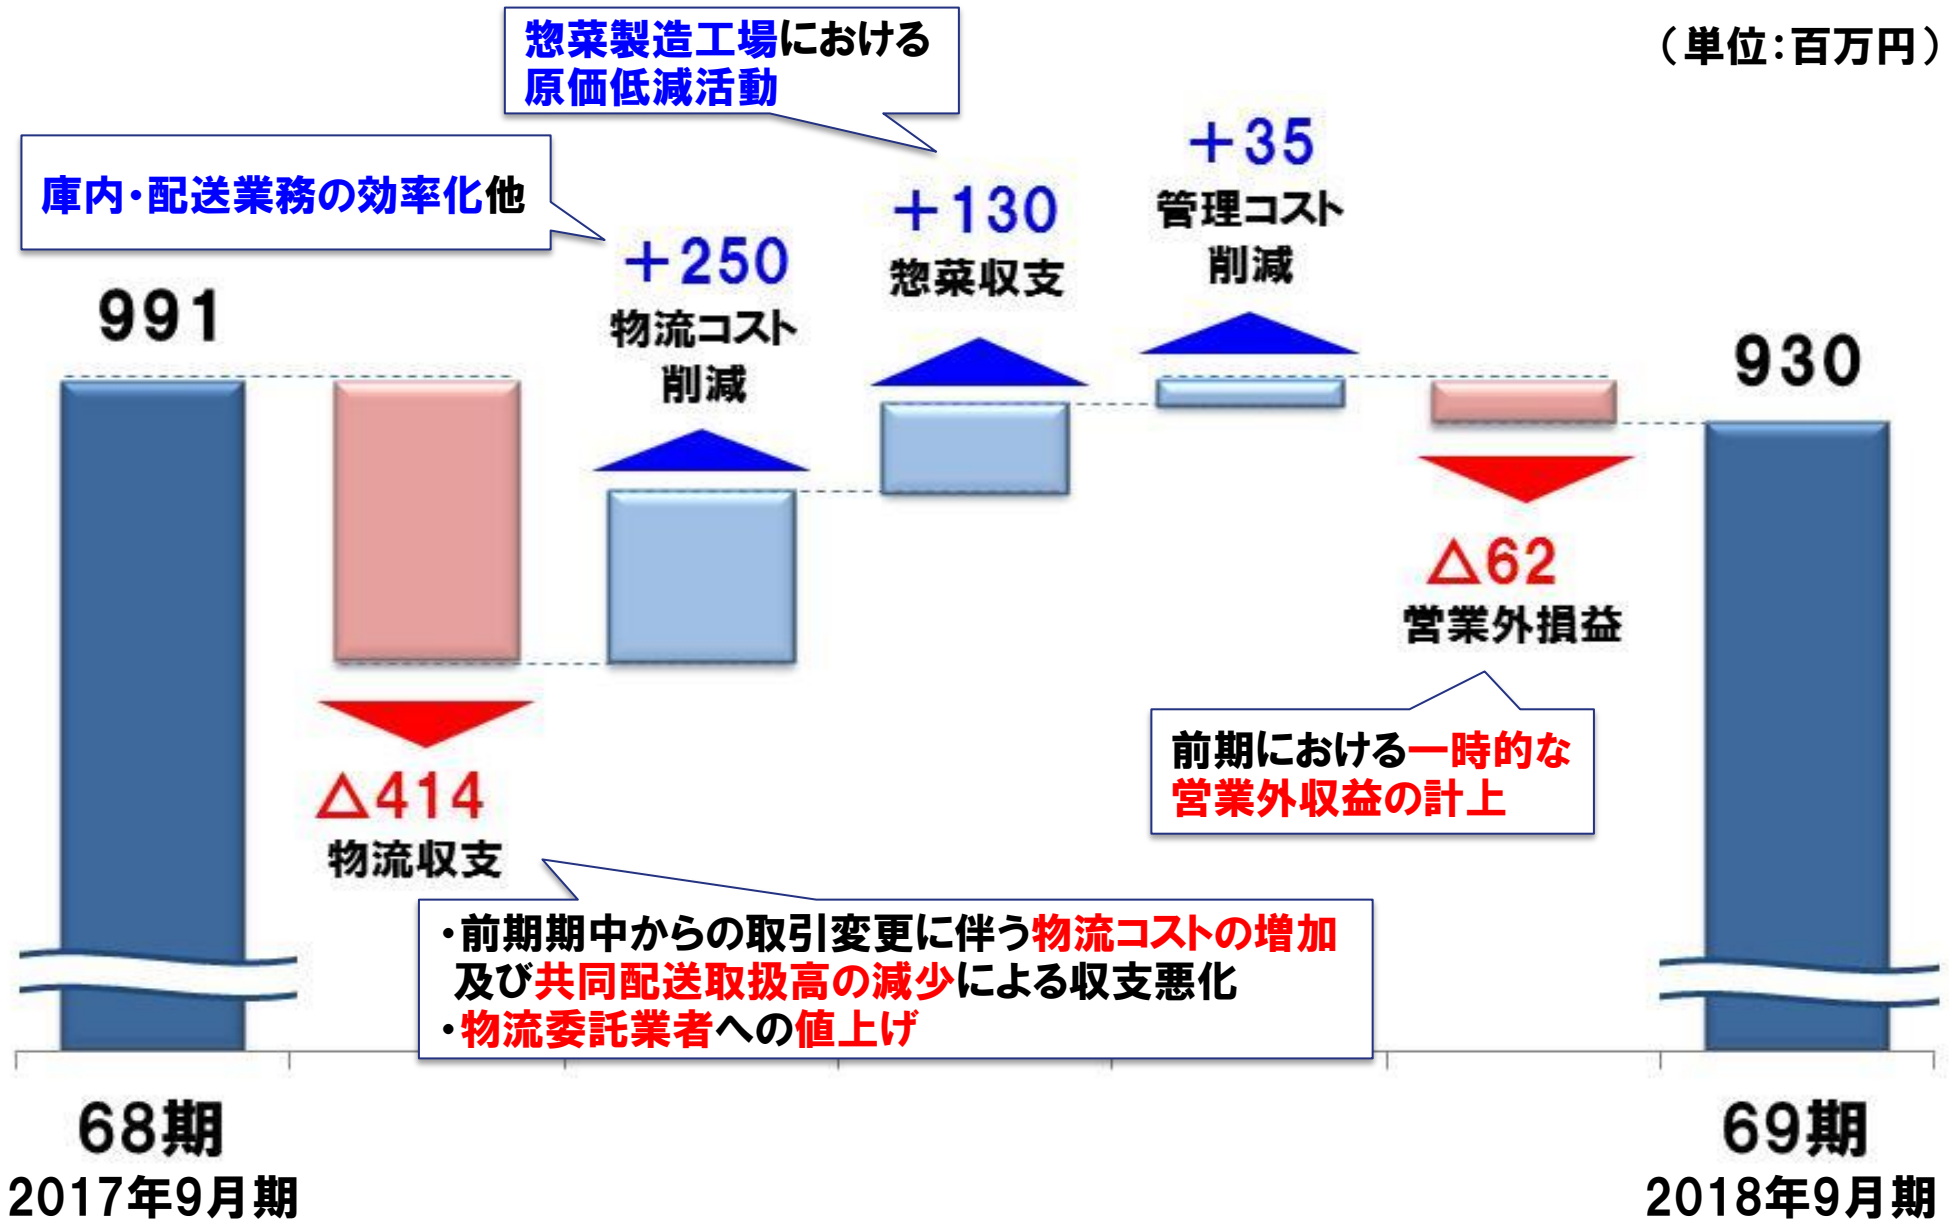 (単位:百万円)
惣菜製造工場における
原価低減活動
庫内・配送業務の効率化他
991
△414
物流収支
・前期期中からの取引変更に伴う物流コストの増加
及び共同配送取扱高の減少による収支悪化
・物流委託業者への値上げ
+250
物流コスト
削減
+130
惣菜収支
+35
管理コスト
削減
△62
営業外損益
前期における一時的な
営業外収益の計上
930
68期
2017年9月期
69期
2018年9月期